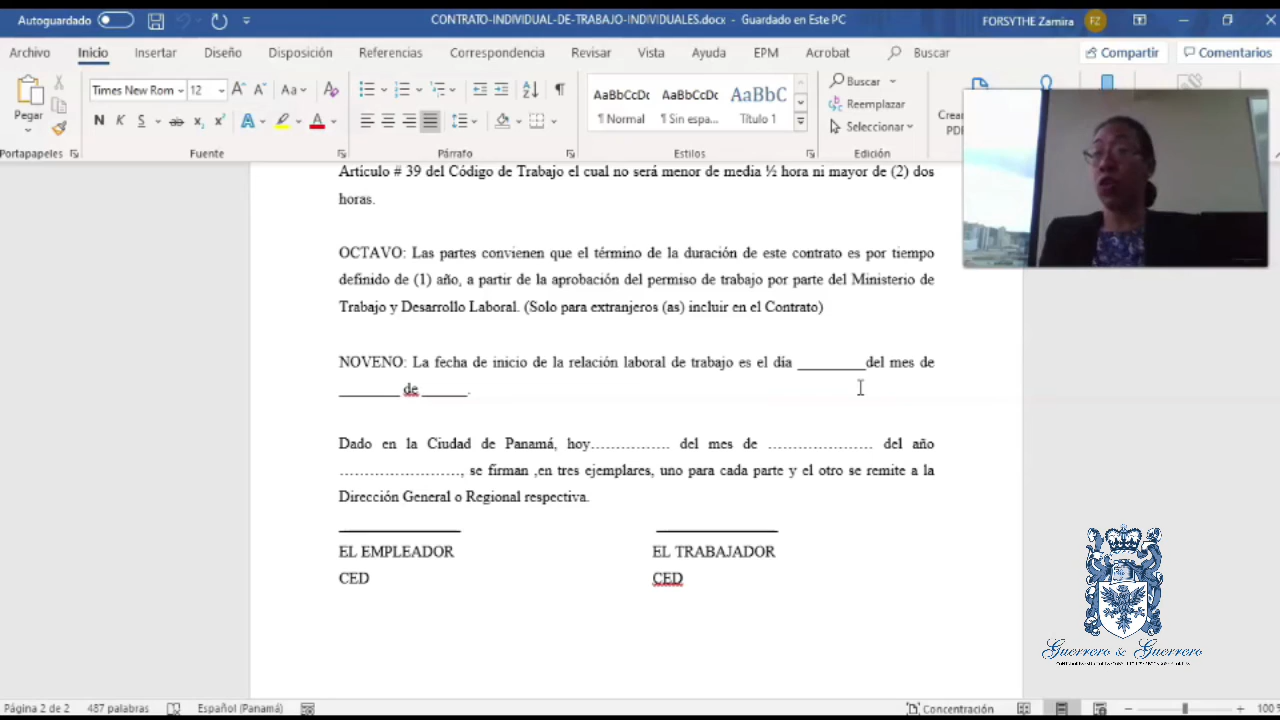 Autoguardado
CONTRATO-INDIVIDUAL-DE-TRABAJO-INDIVIDUALES.docx - Guardado en Este PC
FORSYTHE Zamira FZ
Archivo Inicio Insertar Diseño Disposición Referencias Correspondencia Revisar Vista Ayuda EPM Acrobat Buscar Compartir Comentarios
Pegar
Times New Rom 12
N K S ab x₂ x² A A
AaBbCcDc AaBbCcDc AaBbC
¶ Normal ¶ Sin espa... Título 1
Buscar
Reemplazar
Seleccionar
Portapapeles Fuente Párrafo Estilos Edición
Artículo # 39 del Código de Trabajo el cual no será menor de media ½ hora ni mayor de (2) dos
horas.
OCTAVO: Las partes convienen que el término de la duración de este contrato es por tiempo
definido de (1) año, a partir de la aprobación del permiso de trabajo por parte del Ministerio de
Trabajo y Desarrollo Laboral. (Solo para extranjeros (as) incluir en el Contrato)
NOVENO: La fecha de inicio de la relación laboral de trabajo es el día _________del mes de
________ de ______.
Dado en la Ciudad de Panamá, hoy................ del mes de ..................... del año
........................, se firman ,en tres ejemplares, uno para cada parte y el otro se remite a la
Dirección General o Regional respectiva.
EL EMPLEADOR EL TRABAJADOR
CED CED
Guerrero & Guerrero
Página 2 de 2 487 palabras Español (Panamá) Concentración 100